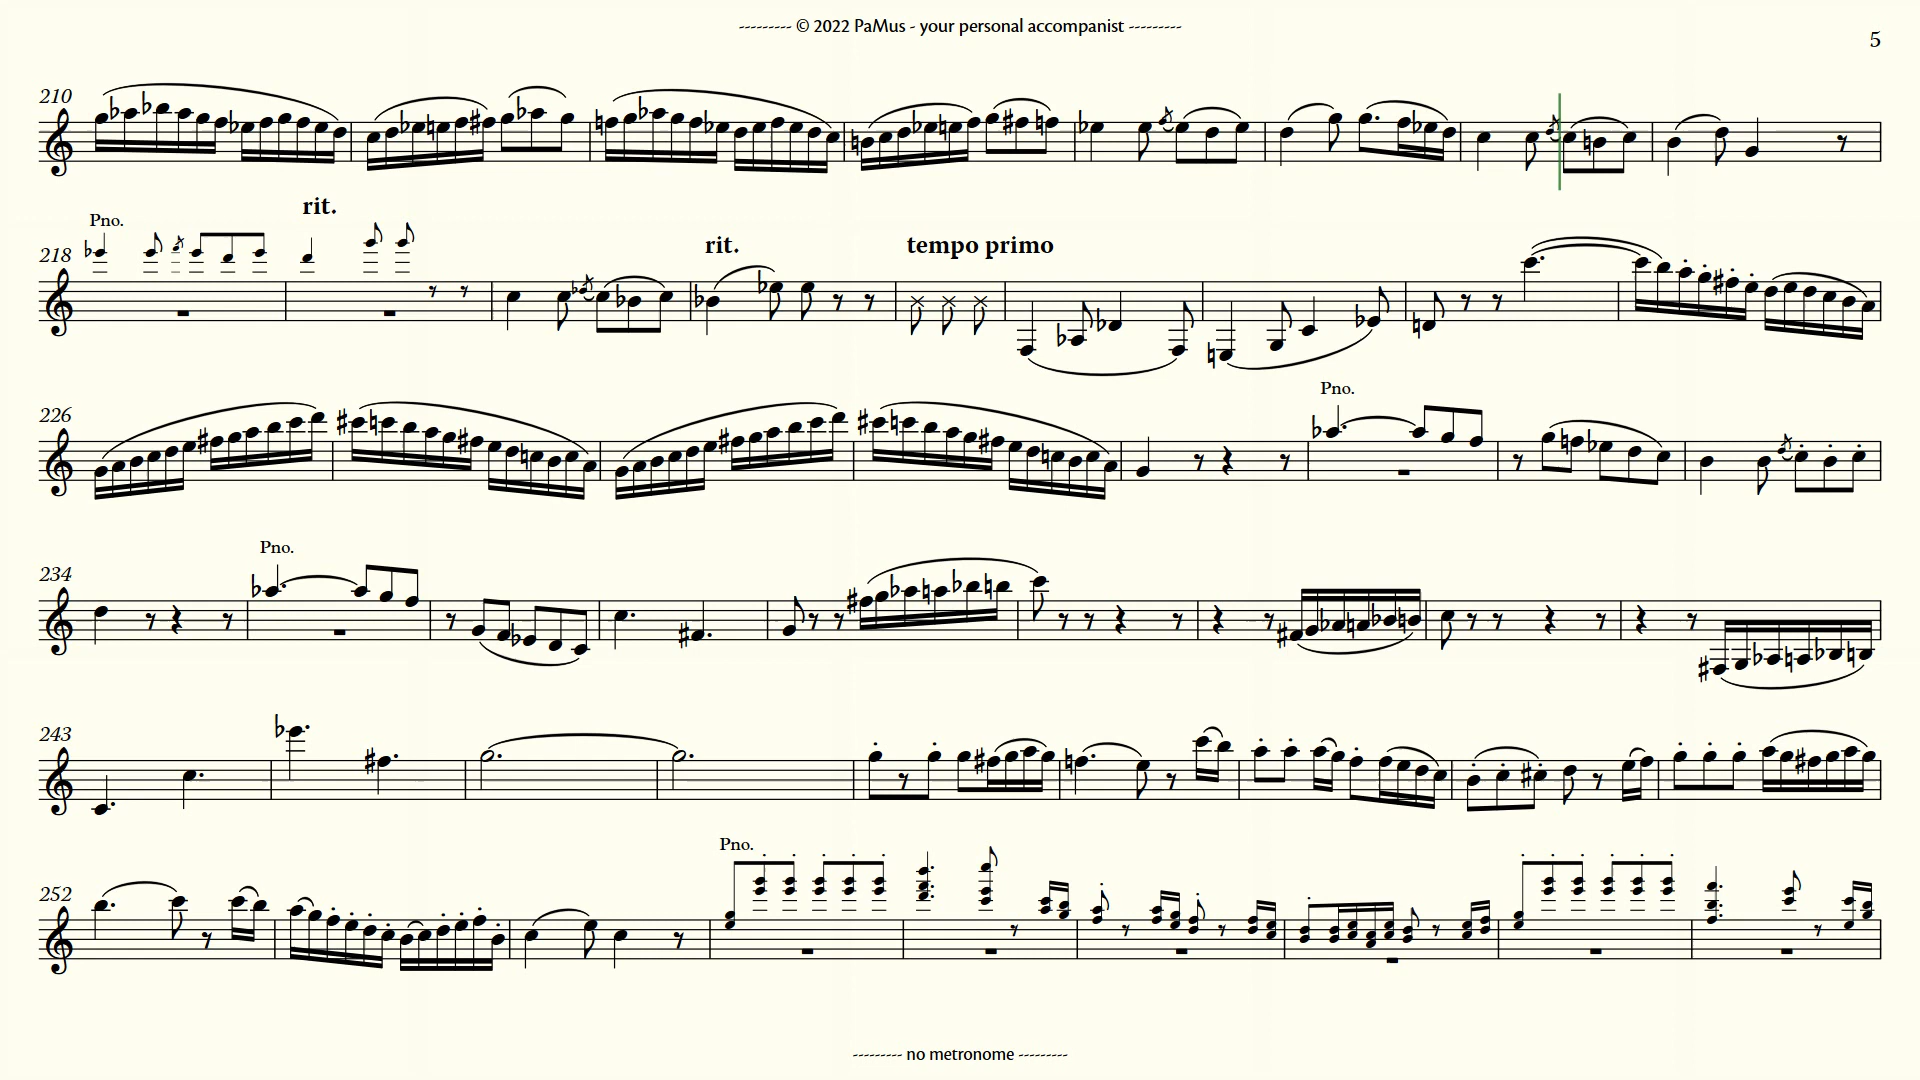 --------- © 2022 PaMus - your personal accompanist ---------
5
210
rit.
Pno.
rit.
tempo primo
218
Pno.
226
Pno.
234
243
Pno.
252
--------- no metronome ---------